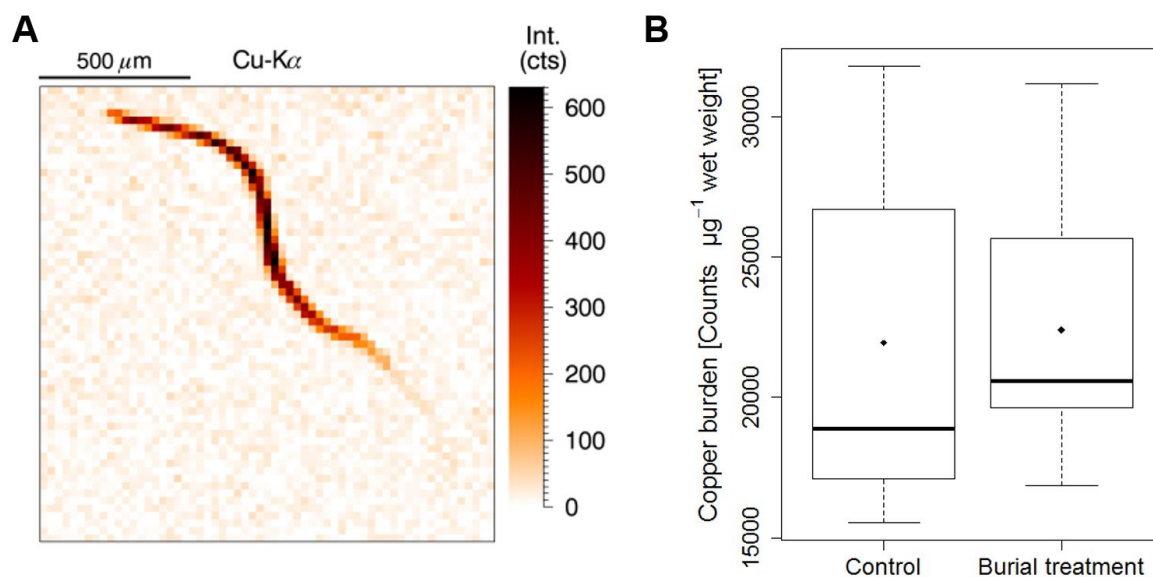 A
500 μm
Cu-Kα
Int.
(cts)
600
500
400
300
200
100
0
B
Copper burden [Counts μg⁻¹ wet weight]
30000
25000
20000
15000
Control
Burial treatment